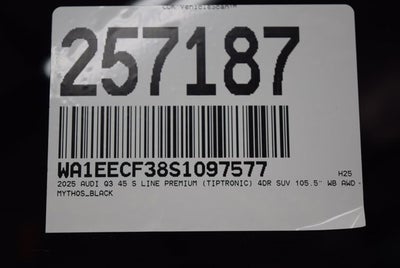 257187
WA1EECF38S1097577
H25
2025 AUDI Q3 45 S LINE PREMIUM (TIPTRONIC) 4DR SUV 105.5" WB AWD -
MYTHOS_BLACK